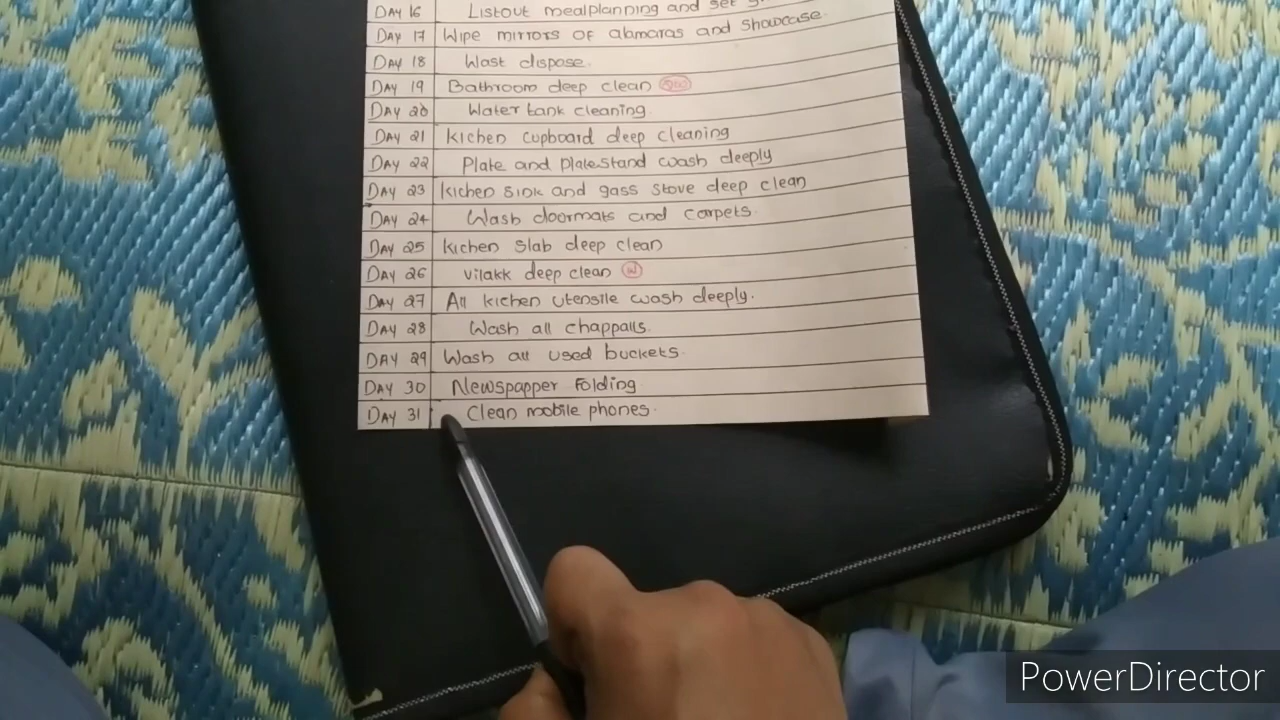 DAY 16 Listout mealplanning and set
DAY 17 Wipe mirrors of abmaras and showcase.
DAY 18 Wast dispose.
DAY 19 Bathroom deep clean
DAY 20 Water tank cleaning.
DAY 21 Kichen cupboard deep cleaning
DAY 22 Plate and platestand wash deeply
DAY 23 kichen sink and gass stove deep clean
DAY 24 Wash doormats and carpets.
DAY 25 kichen slab deep clean
DAY 26 vilakk deep clean W
DAY 27 All kichen utensile wash deeply.
DAY 28 Wash all chappalls.
DAY 29 Wash all used buckets.
DAY 30 Newspapper Folding
DAY 31 Clean mobile phones.
PowerDirector